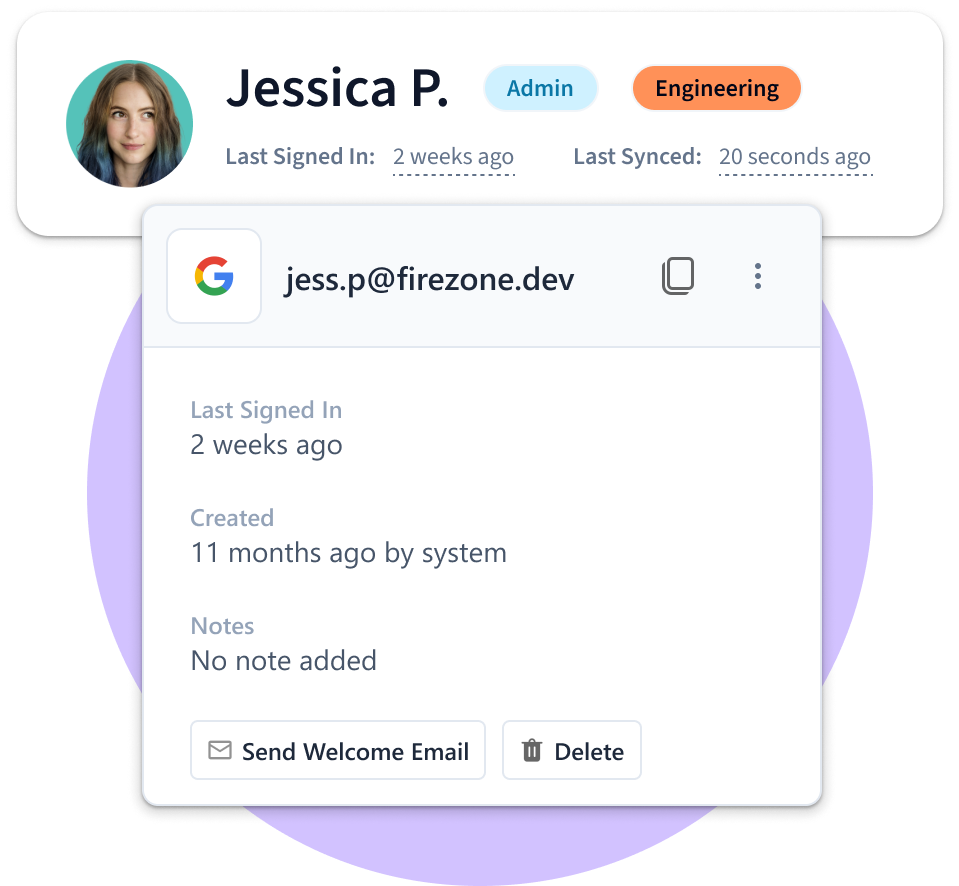 Jessica P. Admin Engineering
Last Signed In: 2 weeks ago Last Synced: 20 seconds ago
jess.p@firezone.dev
Last Signed In
2 weeks ago
Created
11 months ago by system
Notes
No note added
Send Welcome Email Delete